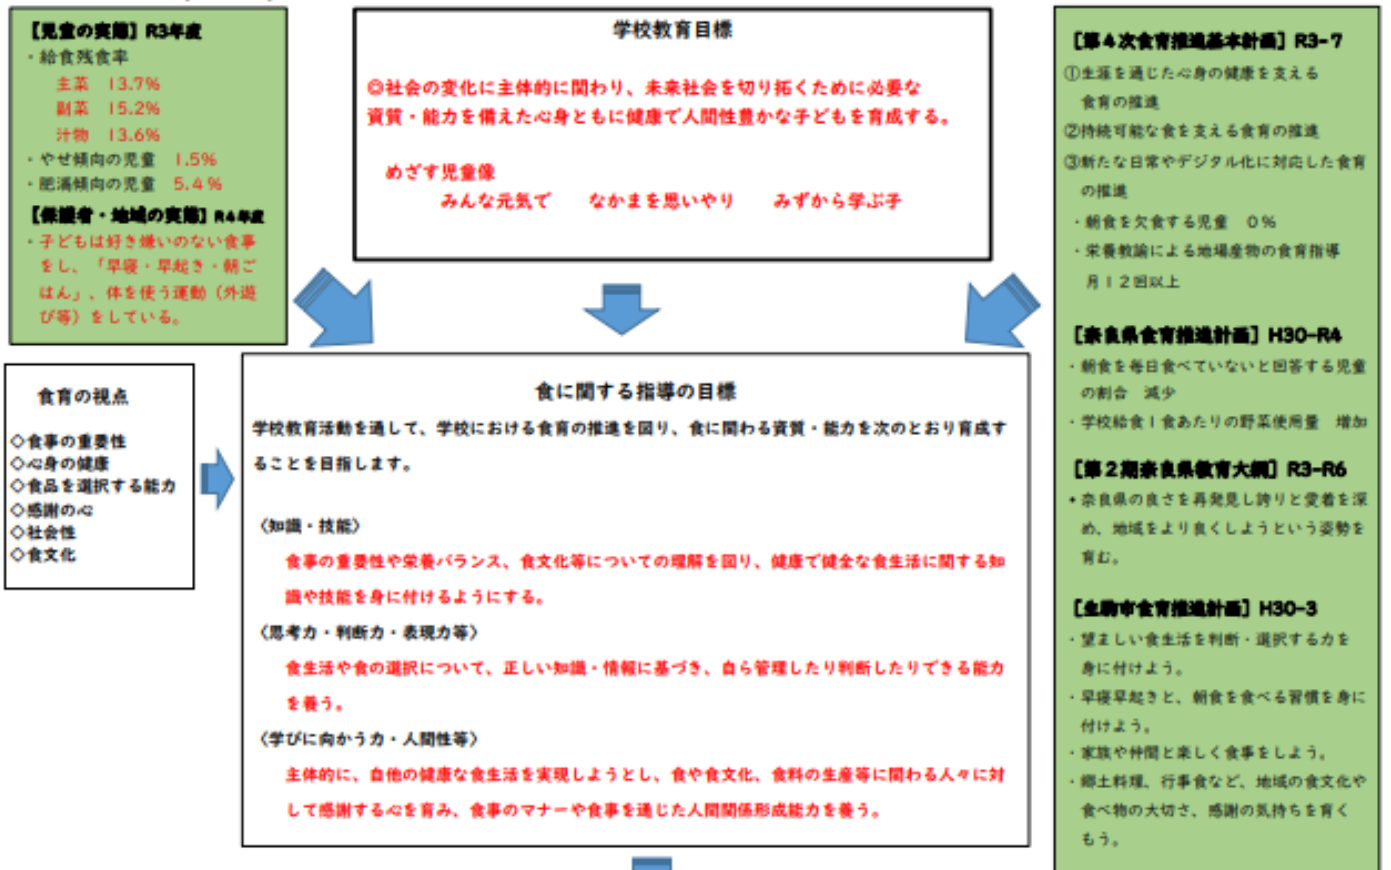 【児童の実態】R3年度
・給食残食率
主菜　13.7%
副菜　15.2%
汁物　13.6%
・やせ傾向の児童　1.5%
・肥満傾向の児童　5.4%
【保護者・地域の実態】R4年度
・子どもは好き嫌いのない食事
をし、「早寝・早起き・朝ご
はん」、体を使う運動（外遊
び等）をしている。
学校教育目標
◎社会の変化に主体的に関わり、未来社会を切り拓くために必要な
資質・能力を備えた心身ともに健康で人間性豊かな子どもを育成する。
めざす児童像
みんな元気で　なかまを思いやり　みずから学ぶ子
［第4次食育推進基本計画］R3-7
①生涯を通じた心身の健康を支える
食育の推進
②持続可能な食を支える食育の推進
③新たな日常やデジタル化に対応した食育
の推進
・朝食を欠食する児童　0％
・栄養教諭による地場産物の食育指導
月12回以上
［奈良県食育推進計画］H30-R4
・朝食を毎日食べていないと回答する児童
の割合　減少
・学校給食1食あたりの野菜使用量　増加
［第2期奈良県教育大綱］R3-R6
・奈良県の良さを再発見し誇りと愛着を深
め、地域をより良くしようという姿勢を
育む。
［生駒市食育推進計画］H30-3
・望ましい食生活を判断・選択する力を
身に付けよう。
・早寝早起きと、朝食を食べる習慣を身に
付けよう。
・家族や仲間と楽しく食事をしよう。
・郷土料理、行事食など、地域の食文化や
食べ物の大切さ、感謝の気持ちを育く
もう。
食育の視点
◇食事の重要性
◇心身の健康
◇食品を選択する能力
◇感謝の心
◇社会性
◇食文化
食に関する指導の目標
学校教育活動を通して、学校における食育の推進を図り、食に関わる資質・能力を次のとおり育成す
ることを目指します。
〈知識・技能〉
食事の重要性や栄養バランス、食文化等についての理解を図り、健康で健全な食生活に関する知
識や技能を身に付けるようにする。
〈思考力・判断力・表現力等〉
食生活や食の選択について、正しい知識・情報に基づき、自ら管理したり判断したりできる能力
を養う。
〈学びに向かう力・人間性等〉
主体的に、自他の健康な食生活を実現しようとし、食や食文化、食料の生産等に関わる人々に対
して感謝する心を育み、食事のマナーや食事を通じた人間関係形成能力を養う。